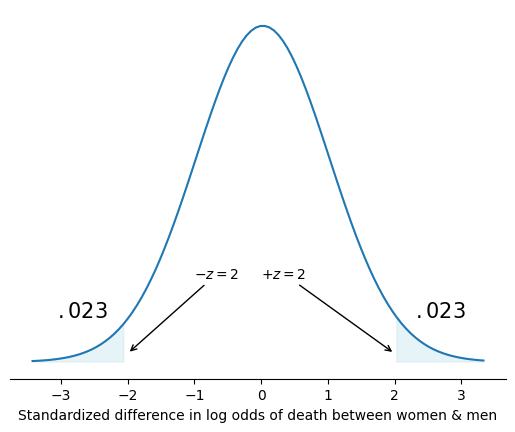 −z = 2 +z = 2
.023 .023
−3 −2 −1 0 1 2 3
Standardized difference in log odds of death between women & men